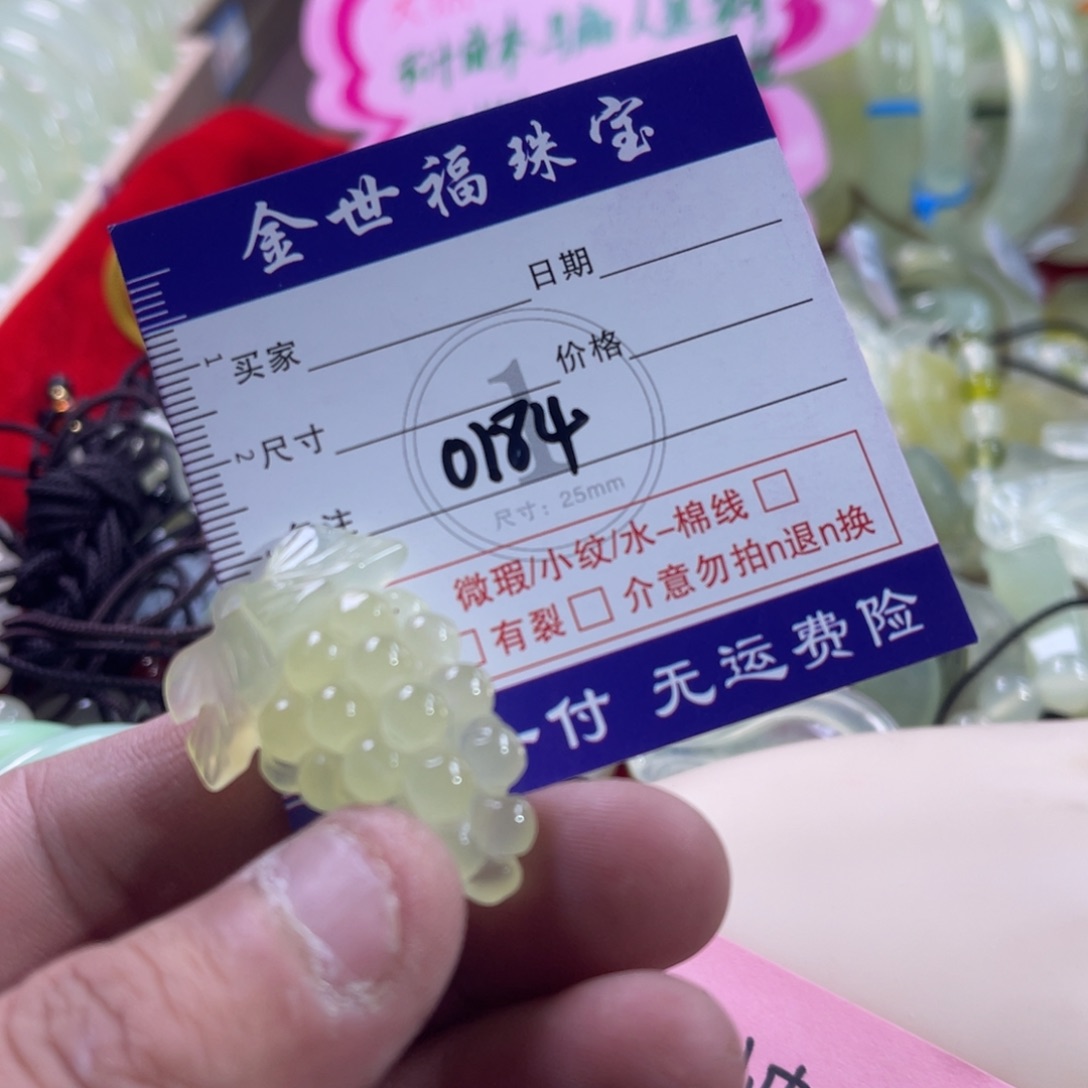 金世福珠宝
日期
1 买家
价格
2 尺寸
1
0184
尺寸：25mm
微瑕/小纹/水-棉线 □
□有裂□ 介意勿拍n退n换
付 无运费险